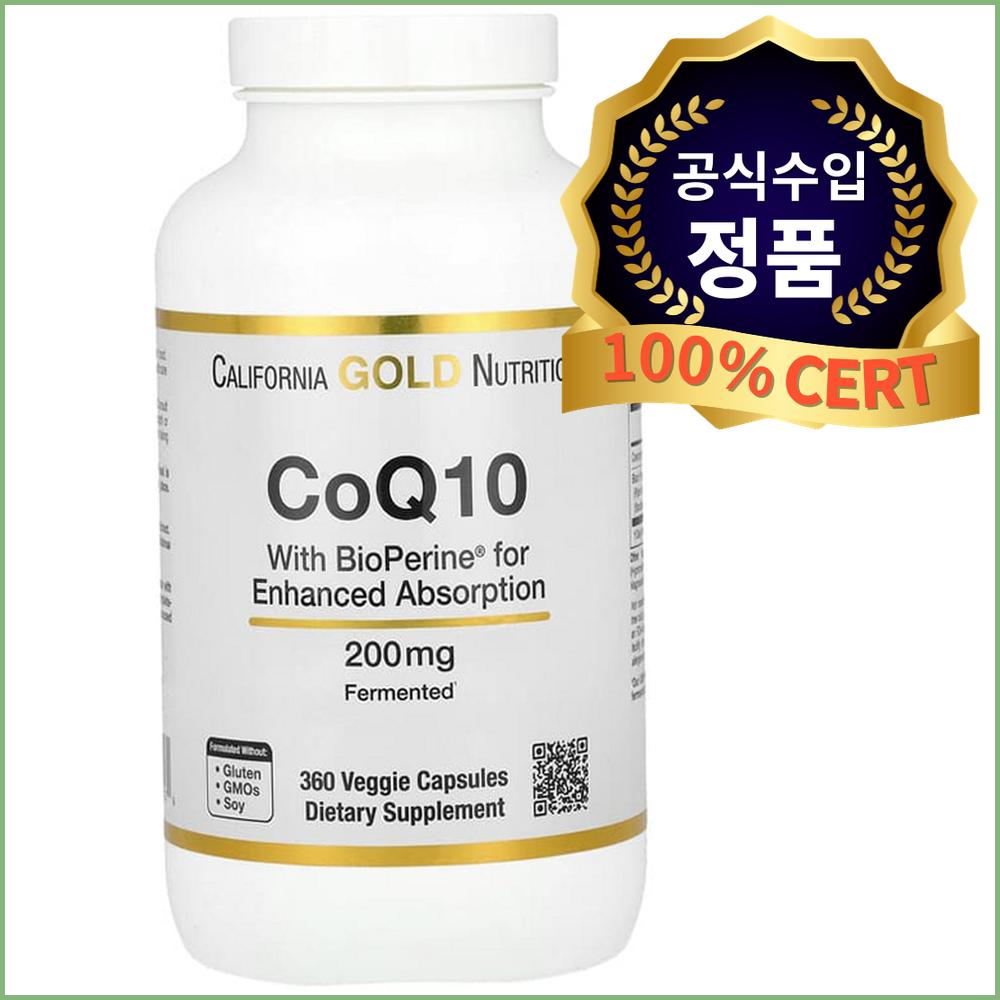 공식수입
정품
100% CERT
CALIFORNIA GOLD NUTRITIO
CoQ10
With BioPerine® for
Enhanced Absorption
200mg
Fermented†
Formulated Without:
• Gluten
• GMOs
• Soy
360 Veggie Capsules
Dietary Supplement